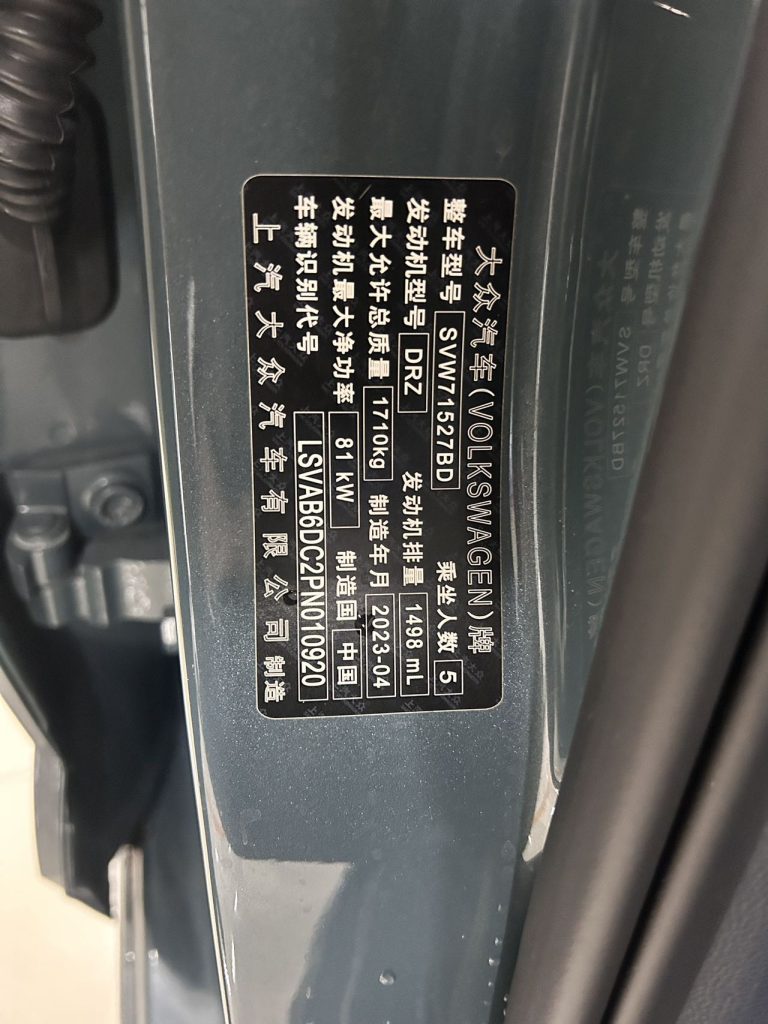 大众汽车(VOLKSWAGEN)牌
整车型号 SVW71527BD 乘坐人数 5
发动机型号 DRZ 发动机排量 1498 mL
最大允许总质量 1710kg 制造年月 2023-04
发动机最大净功率 81 kW 制造国 中国
车辆识别代号 LSVAB6DC2PN010920
上汽大众汽车有限公司 制造